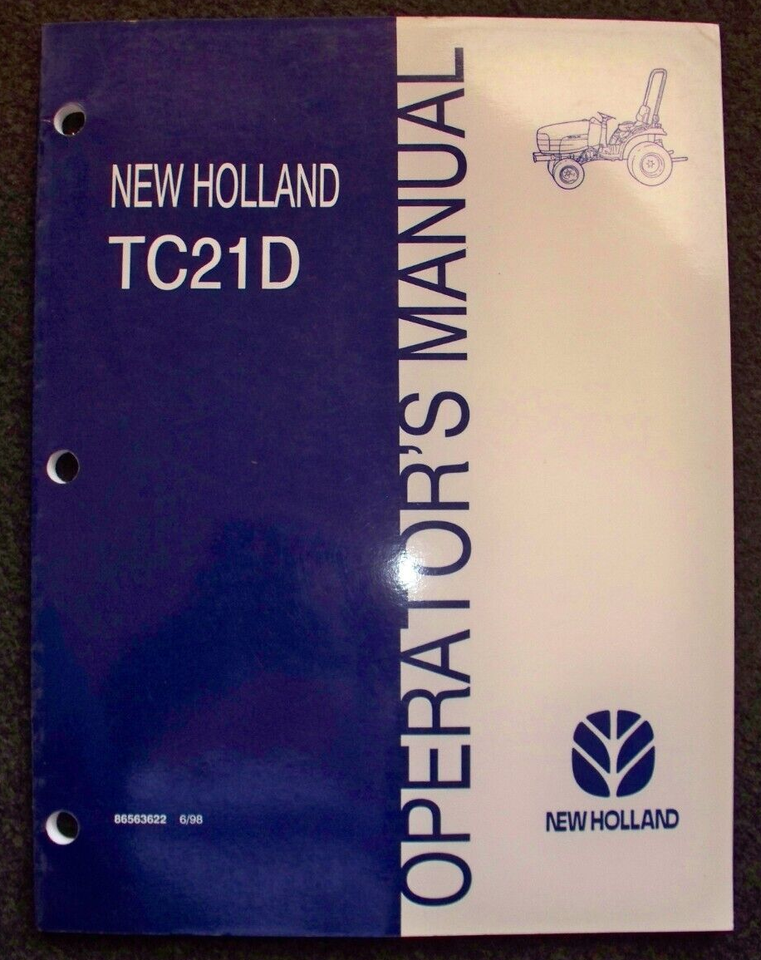 NEW HOLLAND
TC21D
OPERATOR'S MANUAL
86563622 6/98
NEW HOLLAND